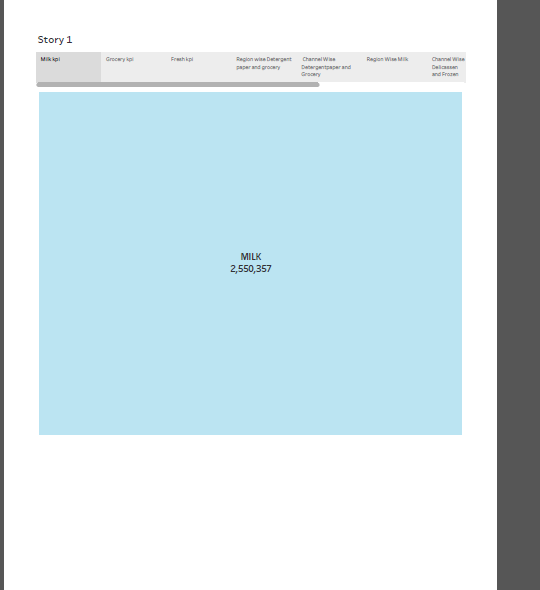 Story 1
Milk kpi
Grocery kpi
Fresh kpi
Region wise Detergent
paper and grocery
Channel Wise
Detergentpaper and
Grocery
Region Wise Milk
Channel Wise
Delicassen
and Frozen
MILK
2,550,357